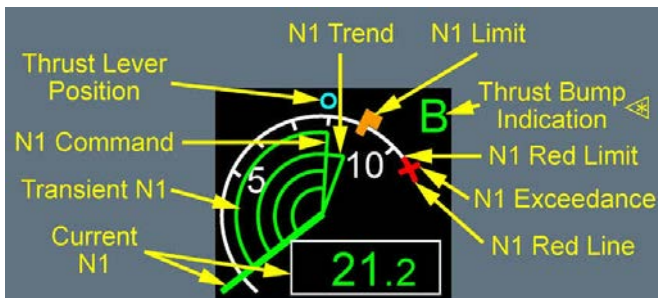 N1 Trend
N1 Limit
Thrust Lever
Position
B
Thrust Bump
Indication
N1 Command
10
N1 Red Limit
5
Transient N1
N1 Exceedance
Current
N1
N1 Red Line
21.2